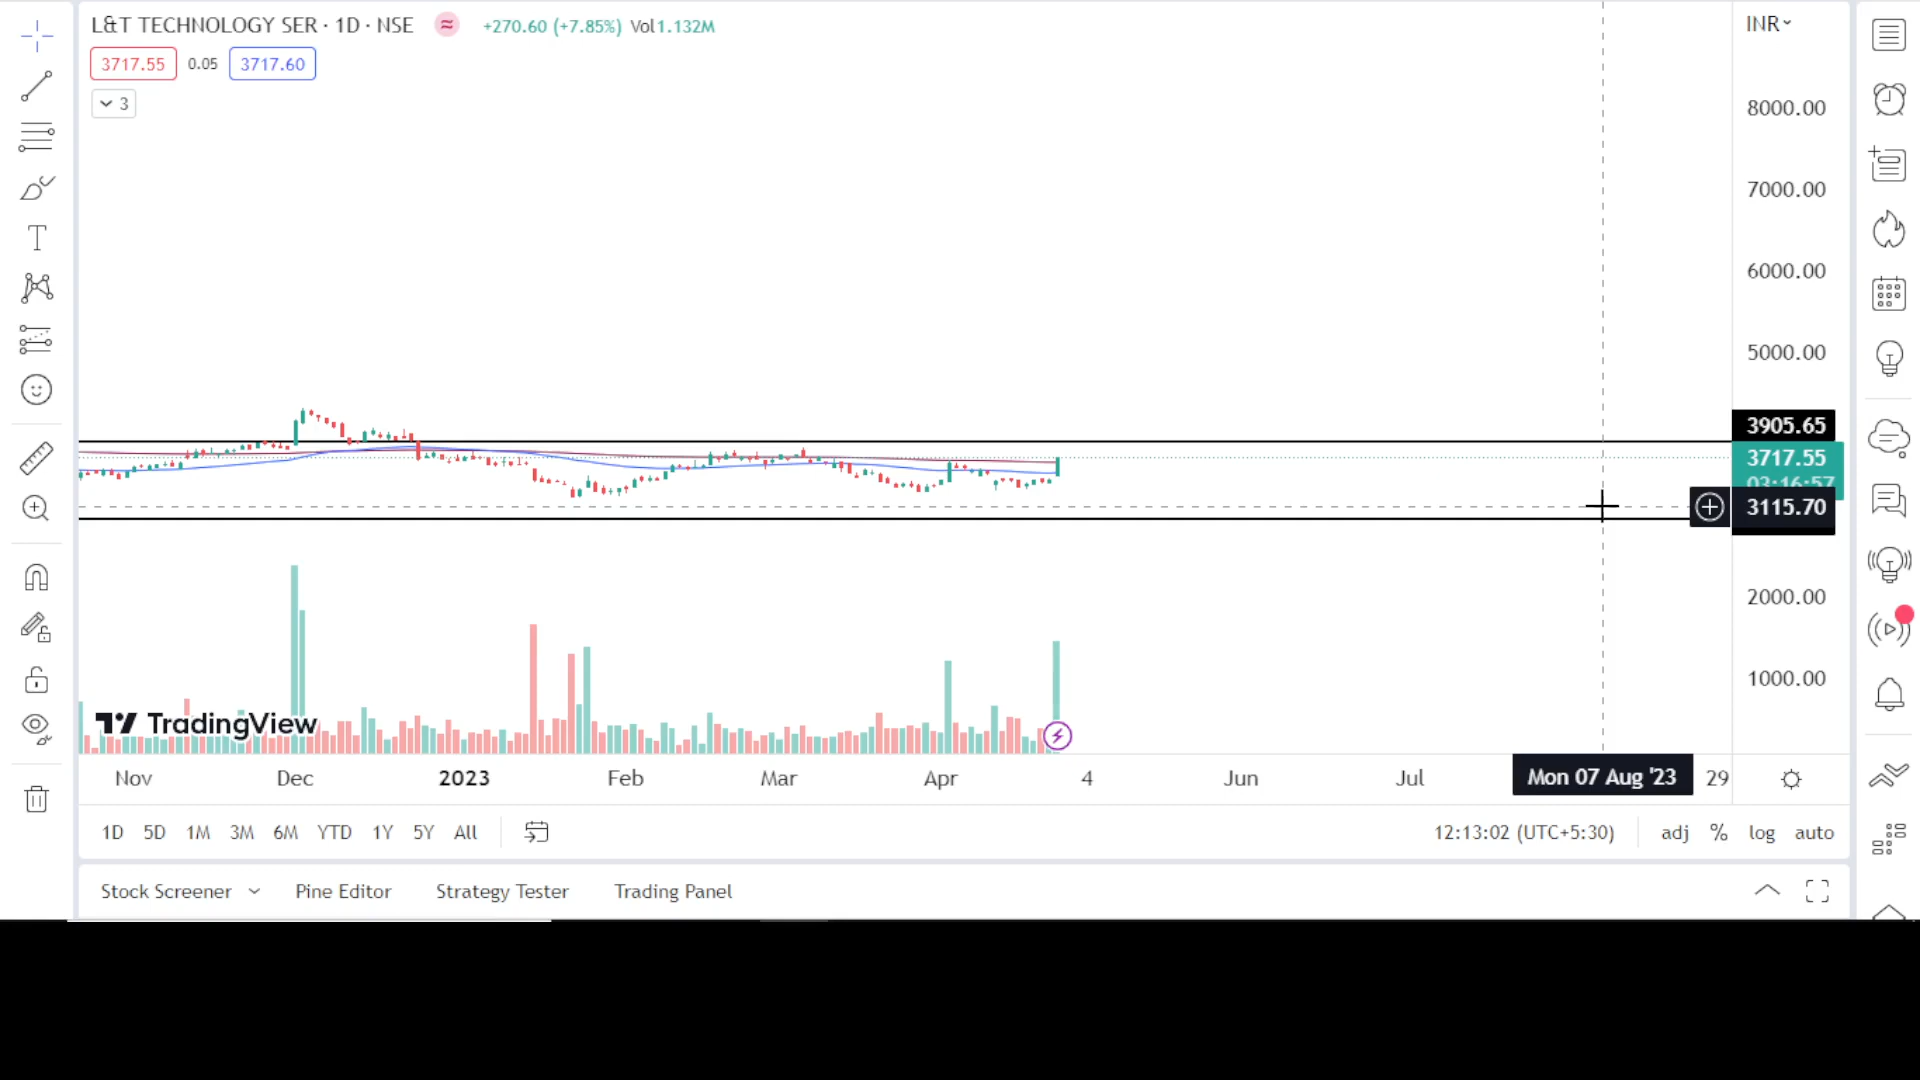 L&T TECHNOLOGY SER · 1D · NSE ≈ +270.60 (+7.85%) Vol1.132M
INR
3717.55 0.05 3717.60
3
8000.00
7000.00
6000.00
5000.00
3905.65
3717.55
03:16:57
3115.70
2000.00
1000.00
TradingView
Nov Dec 2023 Feb Mar Apr 4 Jun Jul Mon 07 Aug '23 29
1D 5D 1M 3M 6M YTD 1Y 5Y All 12:13:02 (UTC+5:30) adj % log auto
Stock Screener Pine Editor Strategy Tester Trading Panel